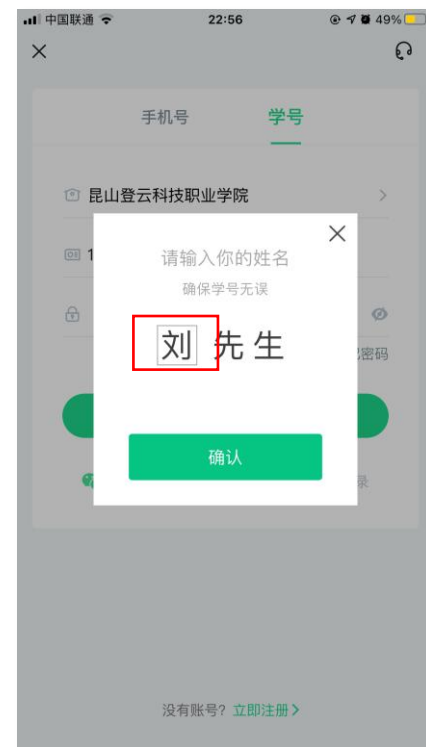 中国联通 22:56 49%
手机号 学号
昆山登云科技职业学院
1
请输入你的姓名
确保学号无误
刘 先生
密码
确认
录
没有账号? 立即注册